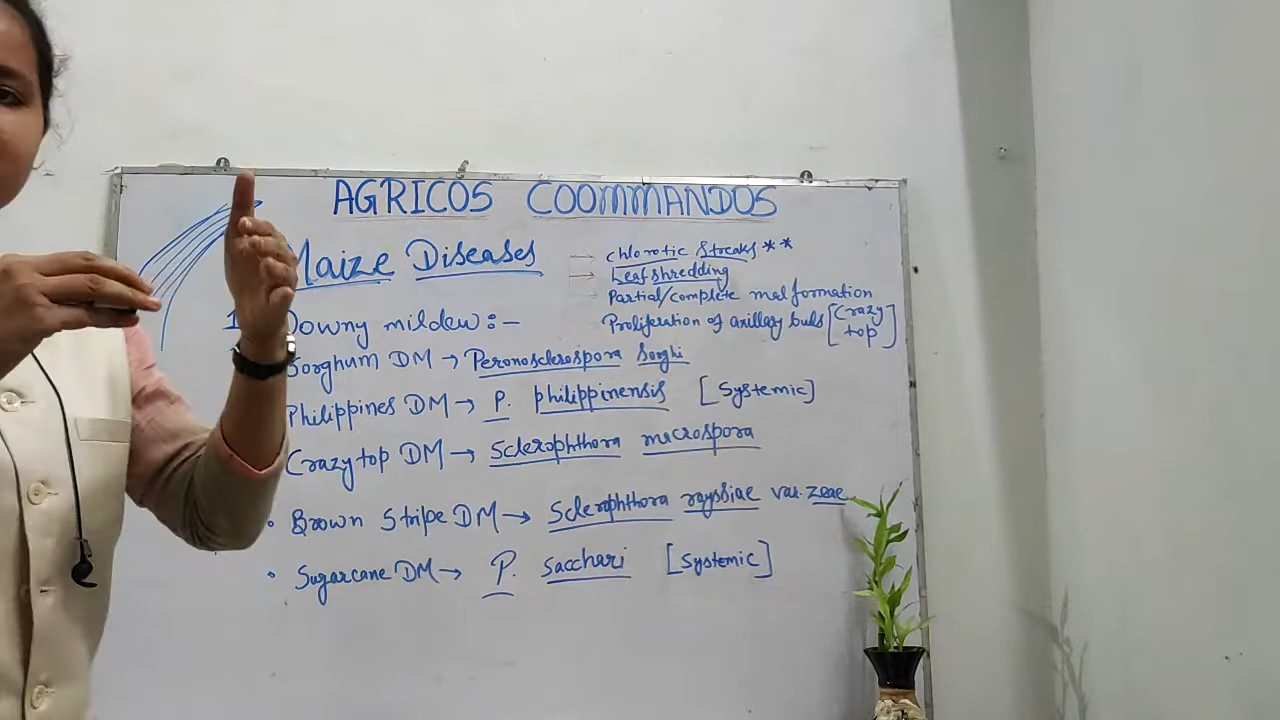 AGRICOS COOMMANDOS
Maize Diseases
chlorotic streaks **
Leaf shredding
Partial/complete malformation
Proliferation of axillary buds [Crazy top]
1 Downy mildew :-
Sorghum DM → Peronosclerospora Sorghi
Philippines DM → P. philippinensis [Systemic]
Crazy top DM → Sclerophthora macrospora
• Brown Stripe DM → Sclerophthora rayssiae var. zeae
• Sugarcane DM → P. sacchari [Systemic]